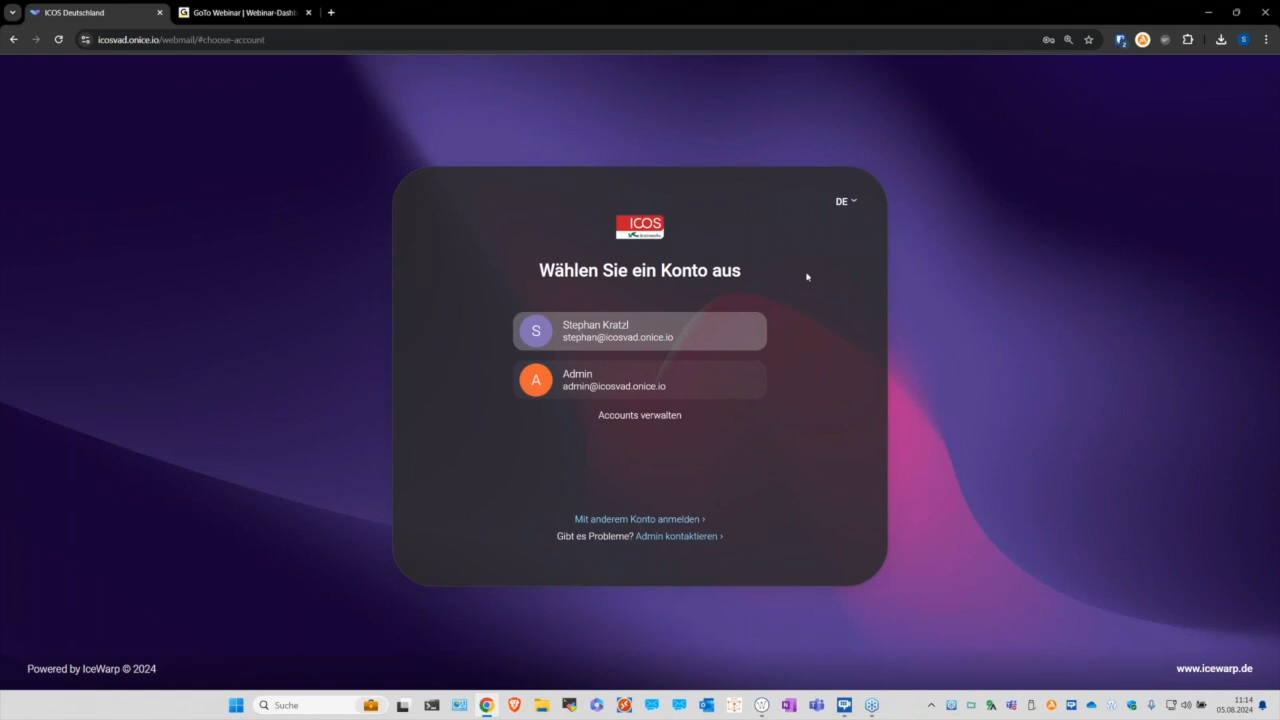 ICOS Deutschland
GoTo Webinar | Webinar-Dashb
icosvad.onice.io/webmail/#choose-account
S
DE
ICOS
Wählen Sie ein Konto aus
S
Stephan Kratzl
stephan@icosvad.onice.io
A
Admin
admin@icosvad.onice.io
Accounts verwalten
Mit anderem Konto anmelden ›
Gibt es Probleme? Admin kontaktieren ›
Powered by IceWarp © 2024
www.icewarp.de
Suche
11:14
05.08.2024